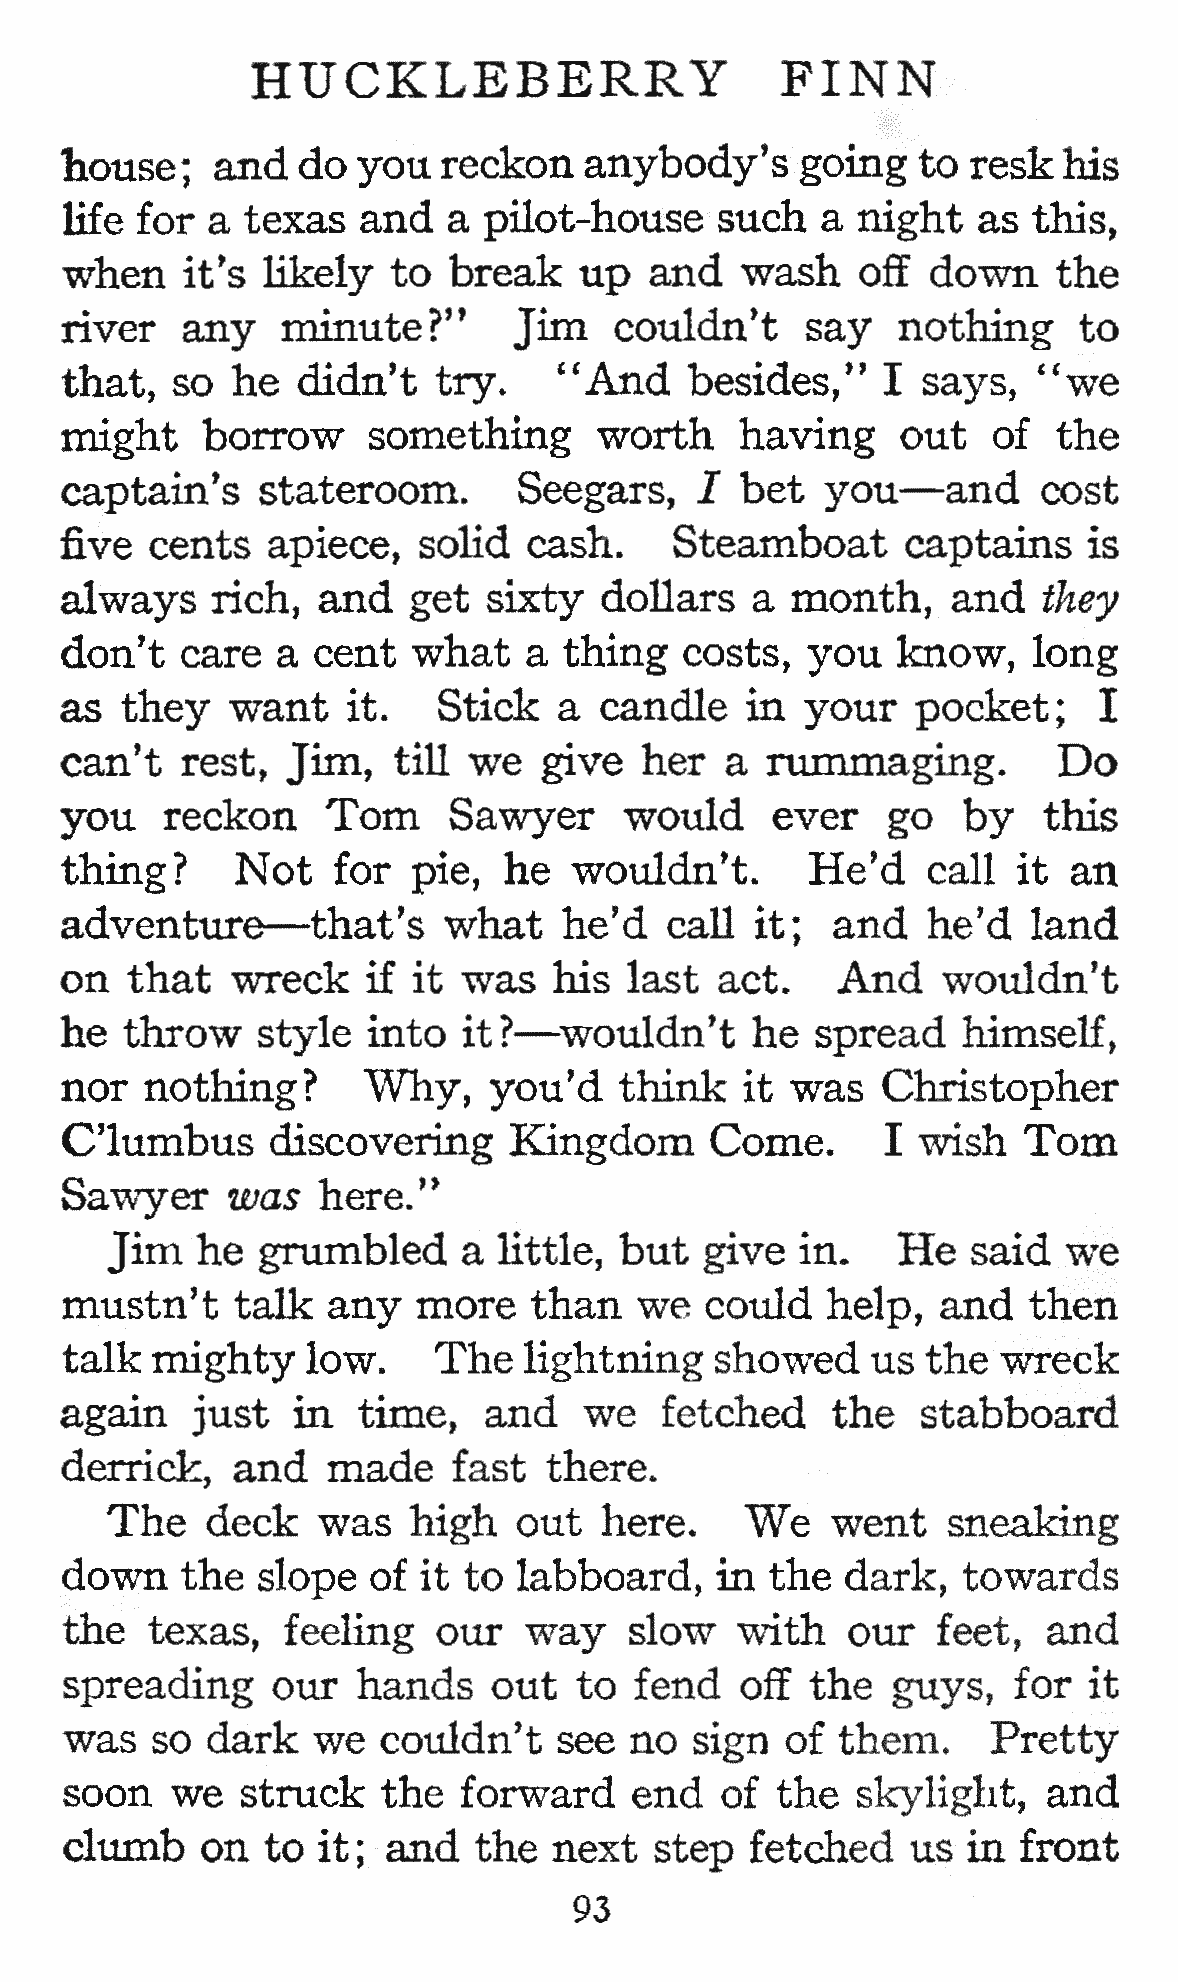 HUCKLEBERRY FINN
house; and do you reckon anybody's going to resk his
life for a texas and a pilot-house such a night as this,
when it's likely to break up and wash off down the
river any minute?" Jim couldn't say nothing to
that, so he didn't try. "And besides," I says, "we
might borrow something worth having out of the
captain's stateroom. Seegars, I bet you—and cost
five cents apiece, solid cash. Steamboat captains is
always rich, and get sixty dollars a month, and they
don't care a cent what a thing costs, you know, long
as they want it. Stick a candle in your pocket; I
can't rest, Jim, till we give her a rummaging. Do
you reckon Tom Sawyer would ever go by this
thing? Not for pie, he wouldn't. He'd call it an
adventure—that's what he'd call it; and he'd land
on that wreck if it was his last act. And wouldn't
he throw style into it?—wouldn't he spread himself,
nor nothing? Why, you'd think it was Christopher
C'lumbus discovering Kingdom Come. I wish Tom
Sawyer was here."
Jim he grumbled a little, but give in. He said we
mustn't talk any more than we could help, and then
talk mighty low. The lightning showed us the wreck
again just in time, and we fetched the stabboard
derrick, and made fast there.
The deck was high out here. We went sneaking
down the slope of it to labboard, in the dark, towards
the texas, feeling our way slow with our feet, and
spreading our hands out to fend off the guys, for it
was so dark we couldn't see no sign of them. Pretty
soon we struck the forward end of the skylight, and
clumb on to it; and the next step fetched us in front
93